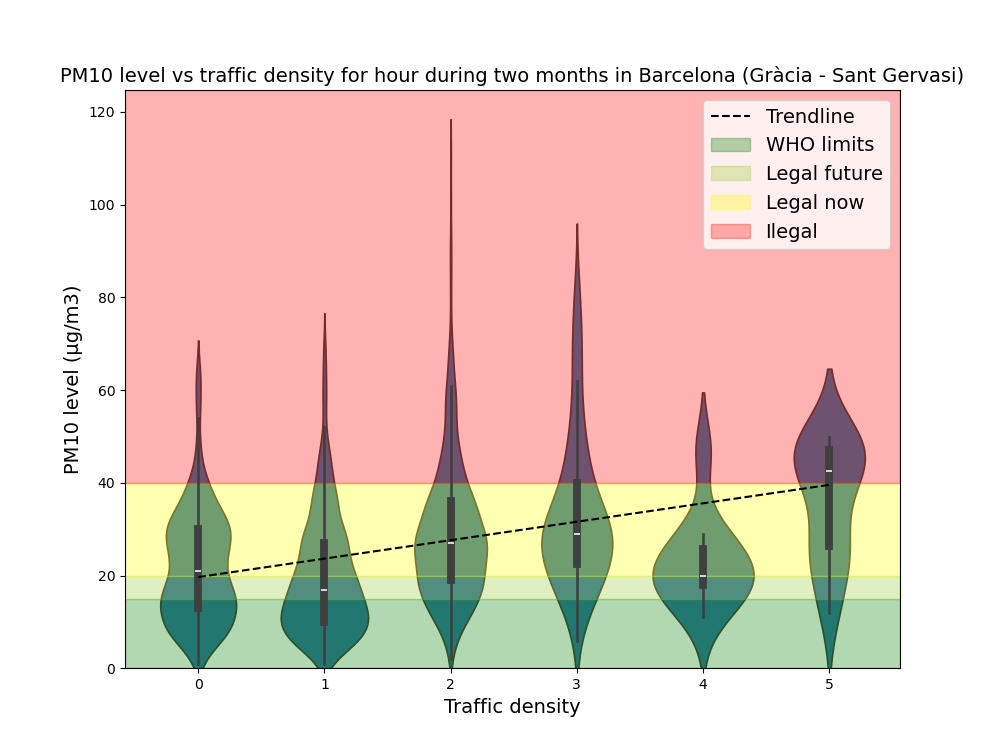 PM10 level vs traffic density for hour during two months in Barcelona (Gràcia - Sant Gervasi)
120
100
80
60
40
20
0
PM10 level (µg/m3)
Trendline
WHO limits
Legal future
Legal now
Ilegal
0 1 2 3 4 5
Traffic density